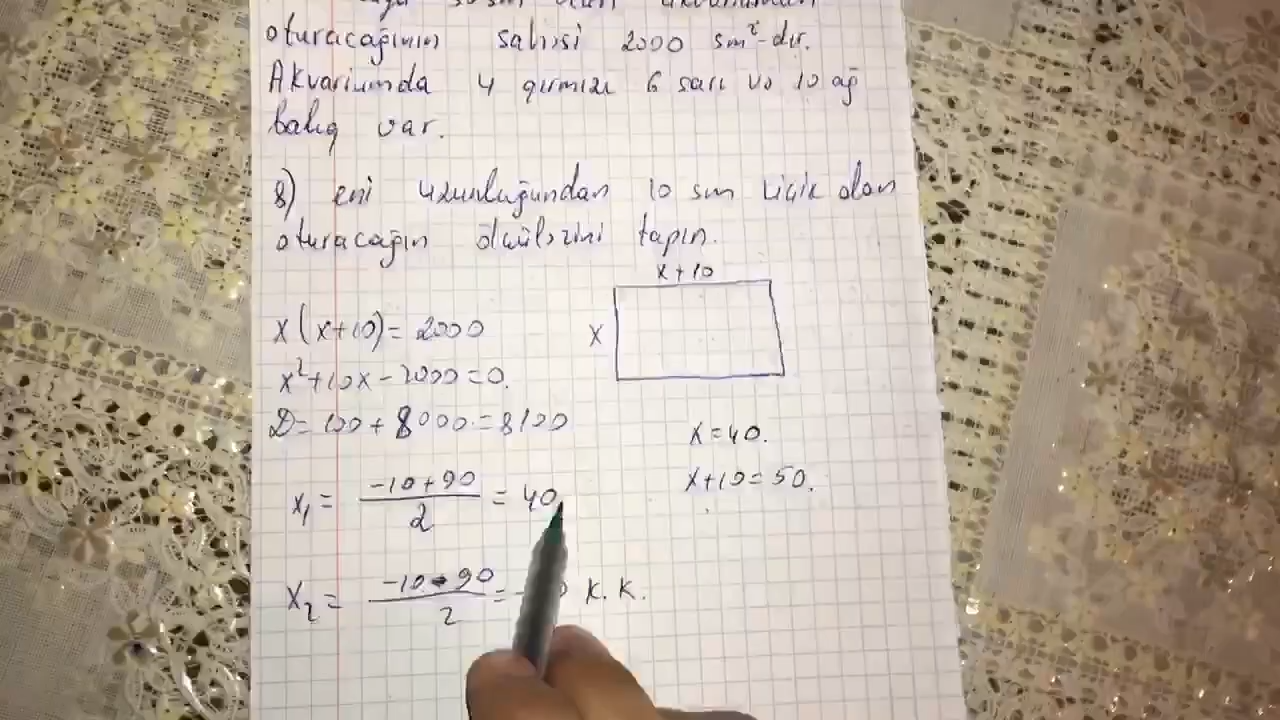 oturacağının sahəsi 2000 sm²-dır.
Akvariumda 4 qırmızı 6 sarı və 10 ağ
balıq var.
8) eni uzunluğundan 10 sm kiçik olan
oturacağın ölçülərini tapın.
x+10
x
x(x+10)=2000
x²+10x-2000=0.
D=100+8000=8100
x₁= -10+90 / 2 = 40
x₂= -10-90 / 2 = K.K.
x=40.
x+10=50.